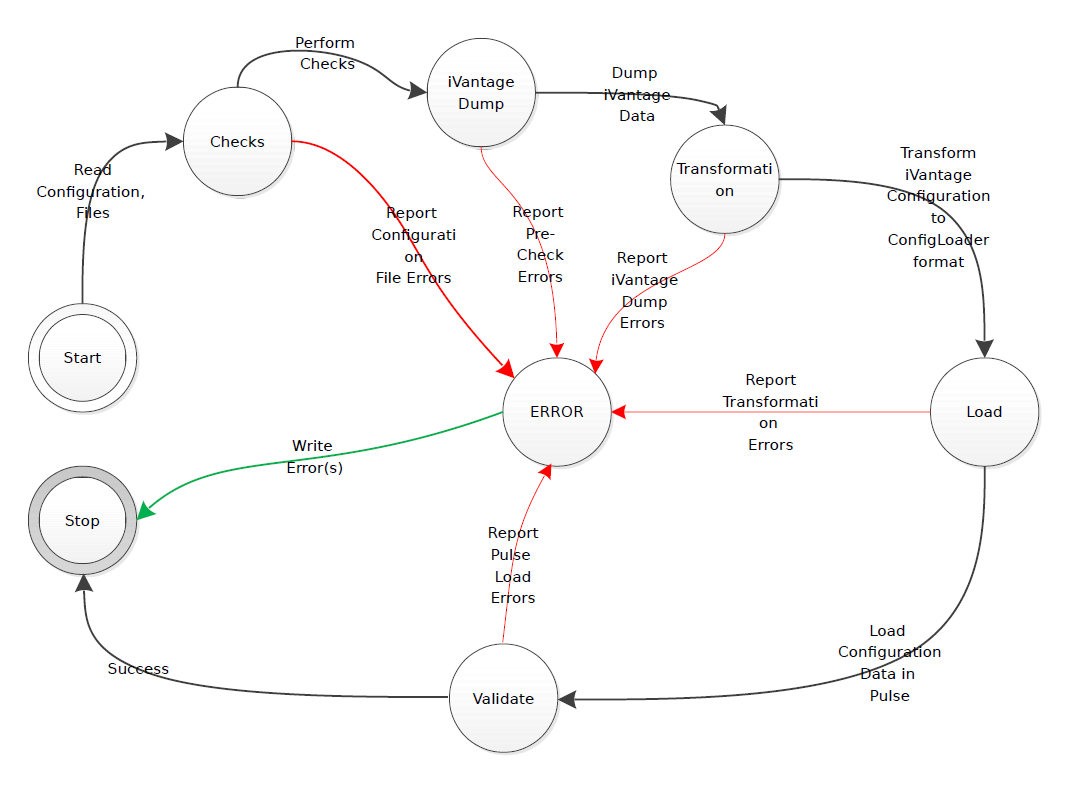 Perform
Checks
iVantage
Dump
Dump
iVantage
Data
Checks
Read
Configuration,
Files
Transformati
on
Transform
iVantage
Configuration
to
ConfigLoader
format
Report
Configurati
on
File Errors
Report
Pre-
Check
Errors
Report
iVantage
Dump
Errors
Start
ERROR
Report
Transformati
on
Errors
Load
Write
Error(s)
Stop
Report
Pulse
Load
Errors
Success
Validate
Load
Configuration
Data in
Pulse